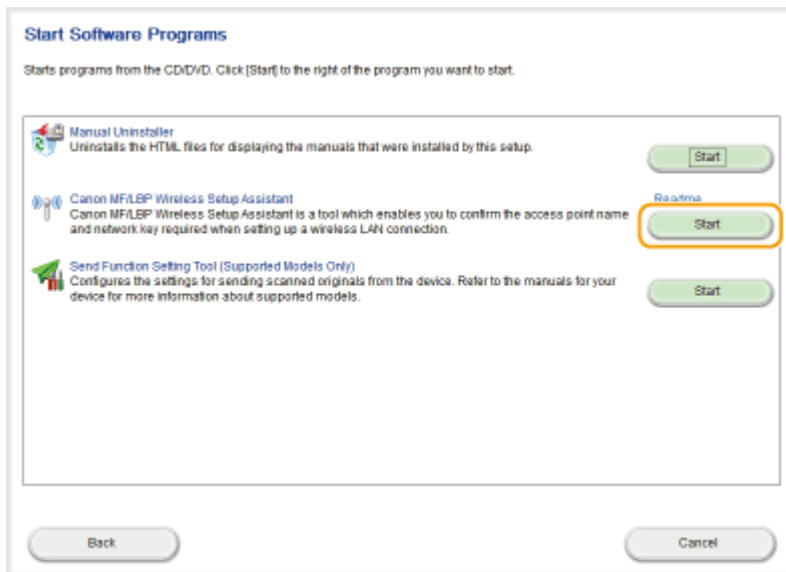 Start Software Programs
Starts programs from the CD/DVD. Click [Start] to the right of the program you want to start.
Manual Uninstaller
Uninstalls the HTML files for displaying the manuals that were installed by this setup.
Start
Canon MF/LBP Wireless Setup Assistant
Readme
Canon MF/LBP Wireless Setup Assistant is a tool which enables you to confirm the access point name
and network key required when setting up a wireless LAN connection.
Start
Send Function Setting Tool (Supported Models Only)
Configures the settings for sending scanned originals from the device. Refer to the manuals for your
device for more information about supported models.
Start
Back
Cancel